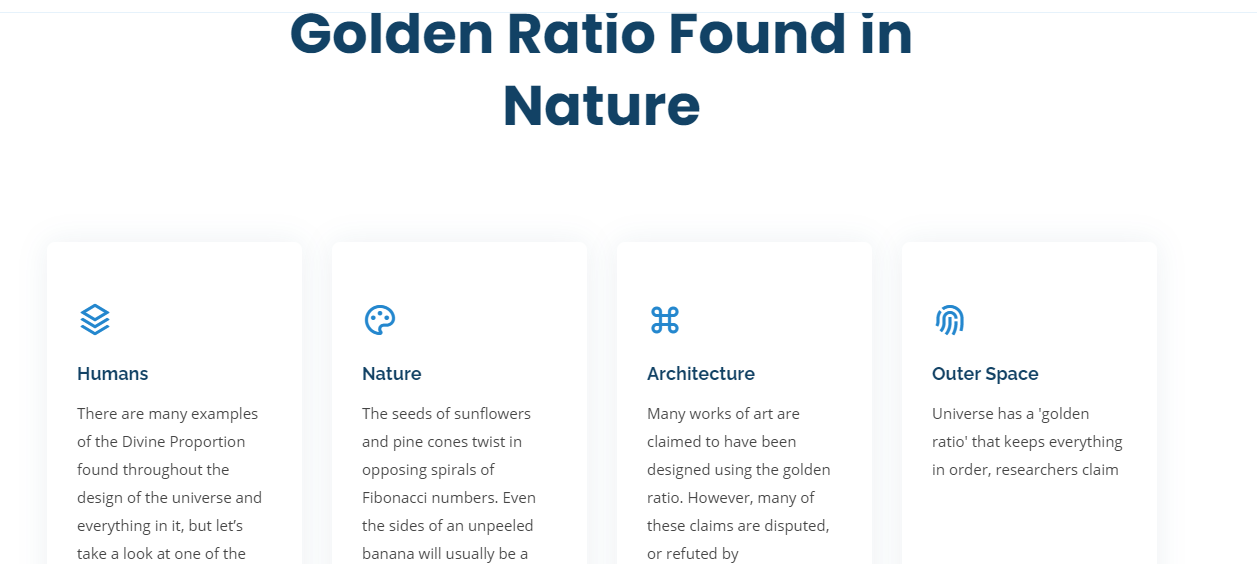 Golden Ratio Found in
Nature
Humans
There are many examples
of the Divine Proportion
found throughout the
design of the universe and
everything in it, but let’s
take a look at one of the
Nature
The seeds of sunflowers
and pine cones twist in
opposing spirals of
Fibonacci numbers. Even
the sides of an unpeeled
banana will usually be a
Architecture
Many works of art are
claimed to have been
designed using the golden
ratio. However, many of
these claims are disputed,
or refuted by
Outer Space
Universe has a 'golden
ratio' that keeps everything
in order, researchers claim